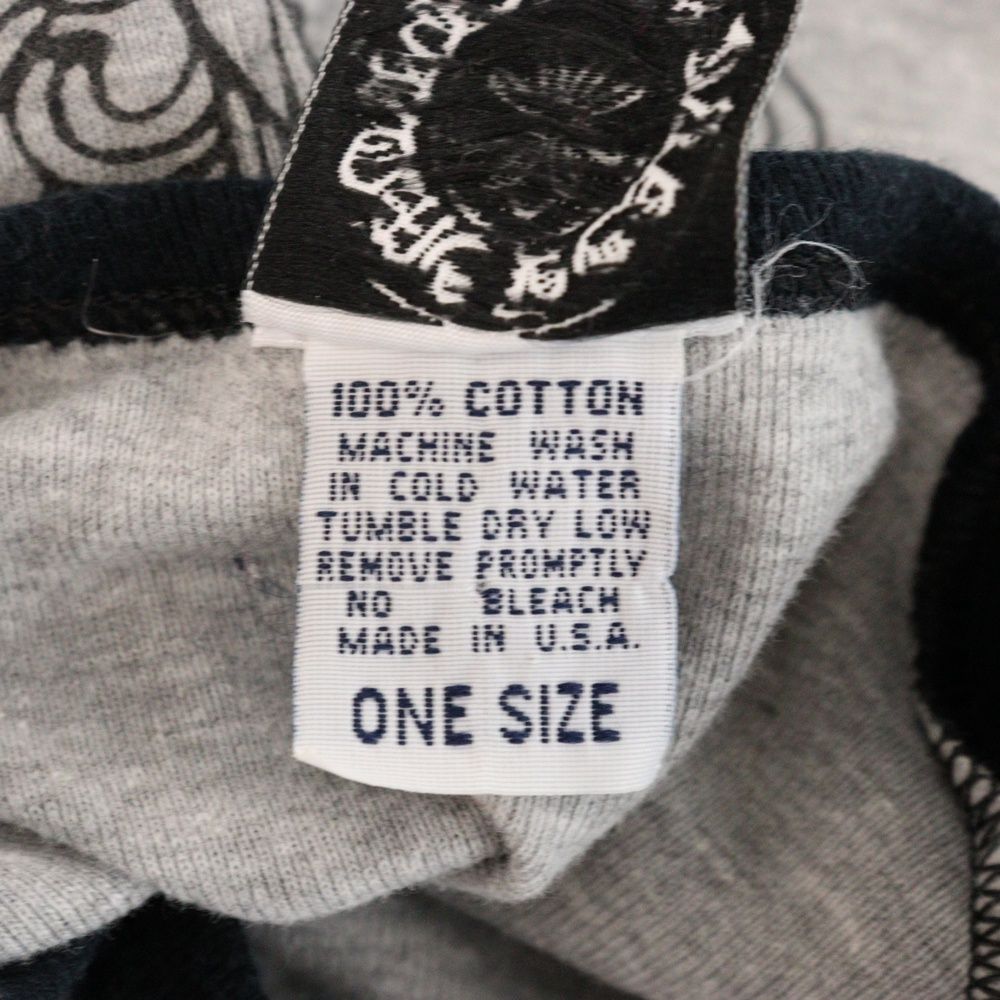 100% COTTON
MACHINE WASH
IN COLD WATER
TUMBLE DRY LOW
REMOVE PROMPTLY
NO BLEACH
MADE IN U.S.A.
ONE SIZE